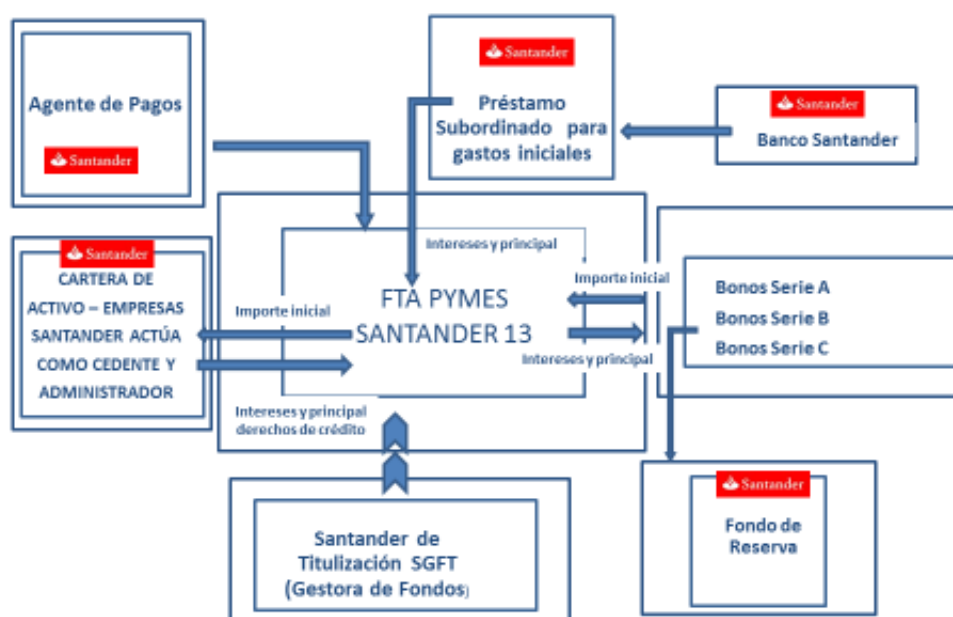 Agente de Pagos
Santander
Santander
Préstamo
Subordinado para
gastos iniciales
Santander
Banco Santander
Santander
CARTERA DE
ACTIVO – EMPRESAS
SANTANDER ACTÚA
COMO CEDENTE Y
ADMINISTRADOR
Importe inicial
Intereses y principal
FTA PYMES
SANTANDER 13
Importe inicial
Intereses y principal
Intereses y principal
derechos de crédito
Bonos Serie A
Bonos Serie B
Bonos Serie C
Santander
Fondo de
Reserva
Santander de
Titulización SGFT
(Gestora de Fondos)